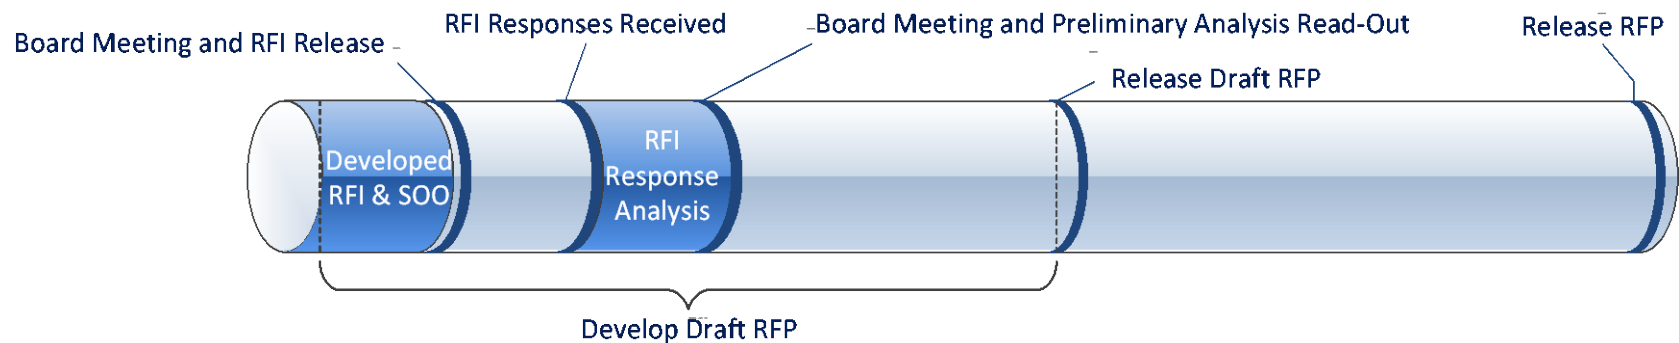 Board Meeting and RFI Release
RFI Responses Received
Board Meeting and Preliminary Analysis Read-Out
Release RFP
Release Draft RFP
Developed
RFI & SOO
RFI
Response
Analysis
Develop Draft RFP